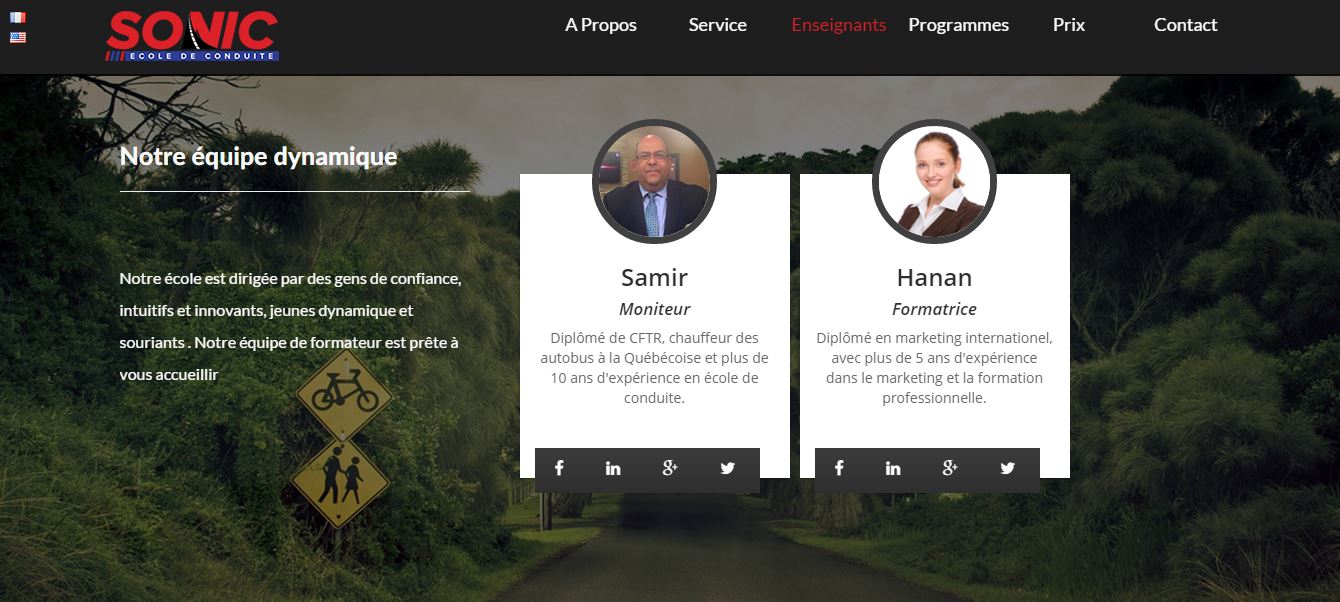 SONIC
ECOLE DE CONDUITE
A Propos Service Enseignants Programmes Prix Contact
Notre équipe dynamique
Notre école est dirigée par des gens de confiance,
intuitifs et innovants, jeunes dynamique et
souriants . Notre équipe de formateur est prête à
vous accueillir
Samir
Moniteur
Diplômé de CFTR, chauffeur des
autobus à la Québécoise et plus de
10 ans d'expérience en école de
conduite.
Hanan
Formatrice
Diplômé en marketing internationel,
avec plus de 5 ans d'expérience
dans le marketing et la formation
professionnelle.